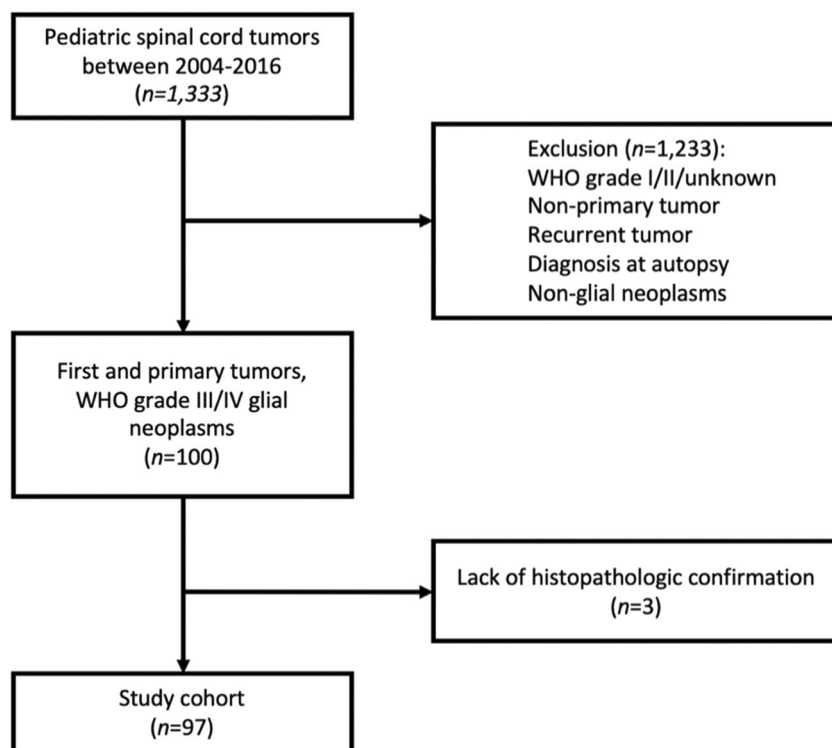 Pediatric spinal cord tumors
between 2004-2016
(n=1,333)
Exclusion (n=1,233):
WHO grade I/II/unknown
Non-primary tumor
Recurrent tumor
Diagnosis at autopsy
Non-glial neoplasms
First and primary tumors,
WHO grade III/IV glial
neoplasms
(n=100)
Lack of histopathologic confirmation
(n=3)
Study cohort
(n=97)